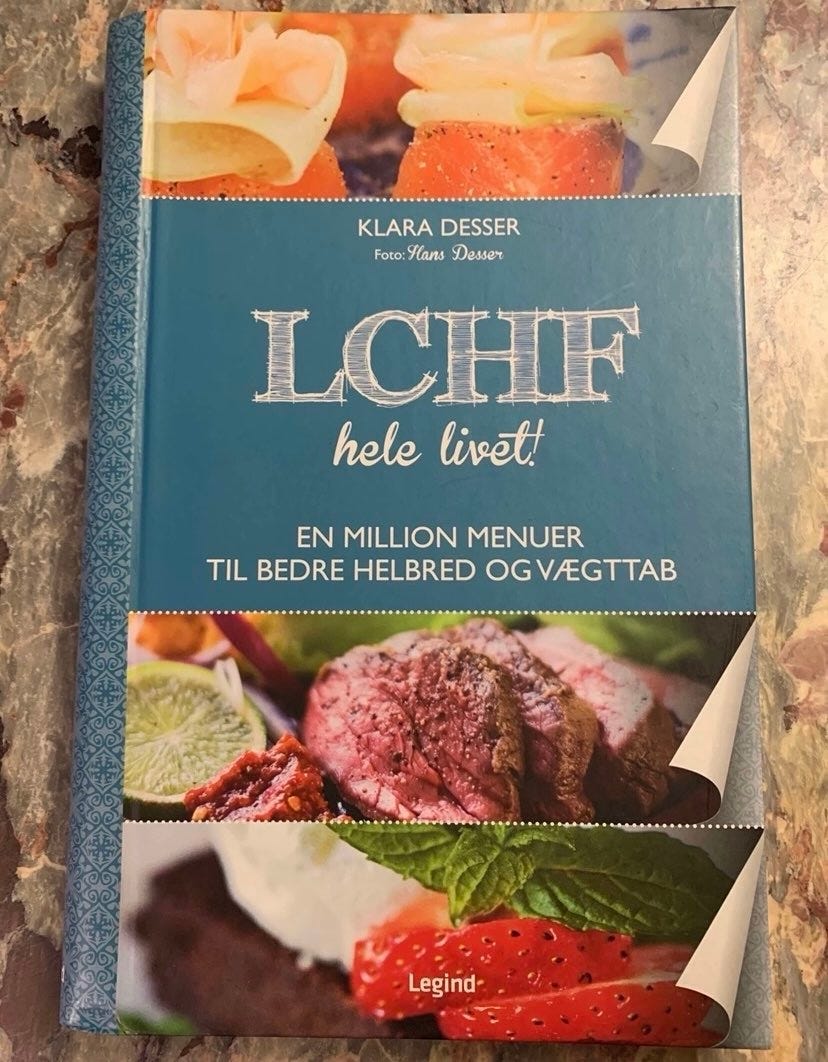 KLARA DESSER
Foto: Hans Desser
LCHF
hele livet!
EN MILLION MENUER
TIL BEDRE HELBRED OG VÆGTTAB
Legind